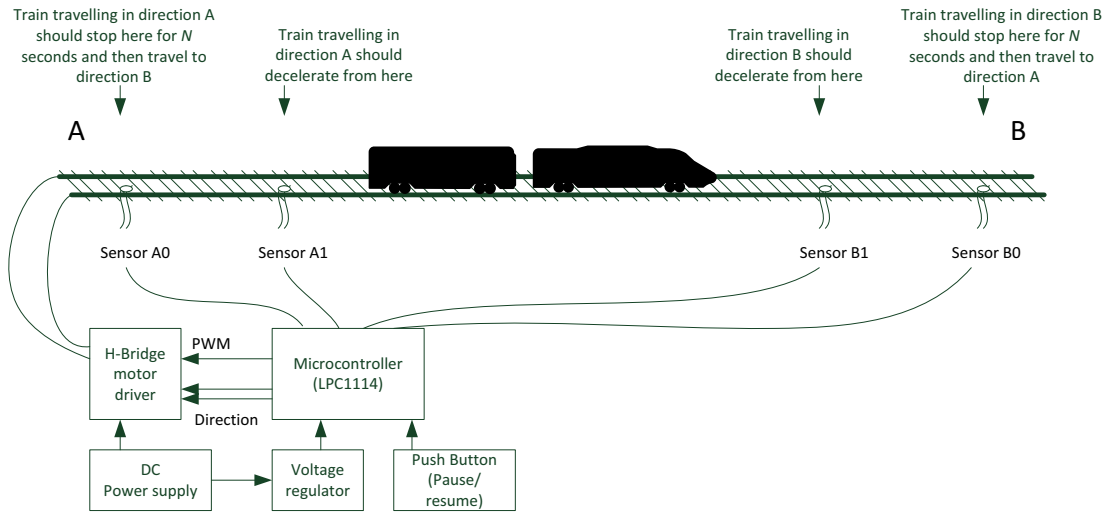 Train travelling in direction A
should stop here for N
seconds and then travel to
direction B
Train travelling in
direction A should
decelerate from here
Train travelling in
direction B should
decelerate from here
Train travelling in direction B
should stop here for N
seconds and then travel to
direction A
A
B
Sensor A0
Sensor A1
Sensor B1
Sensor B0
H-Bridge
motor
driver
PWM
Direction
Microcontroller
(LPC1114)
DC
Power supply
Voltage
regulator
Push Button
(Pause/
resume)